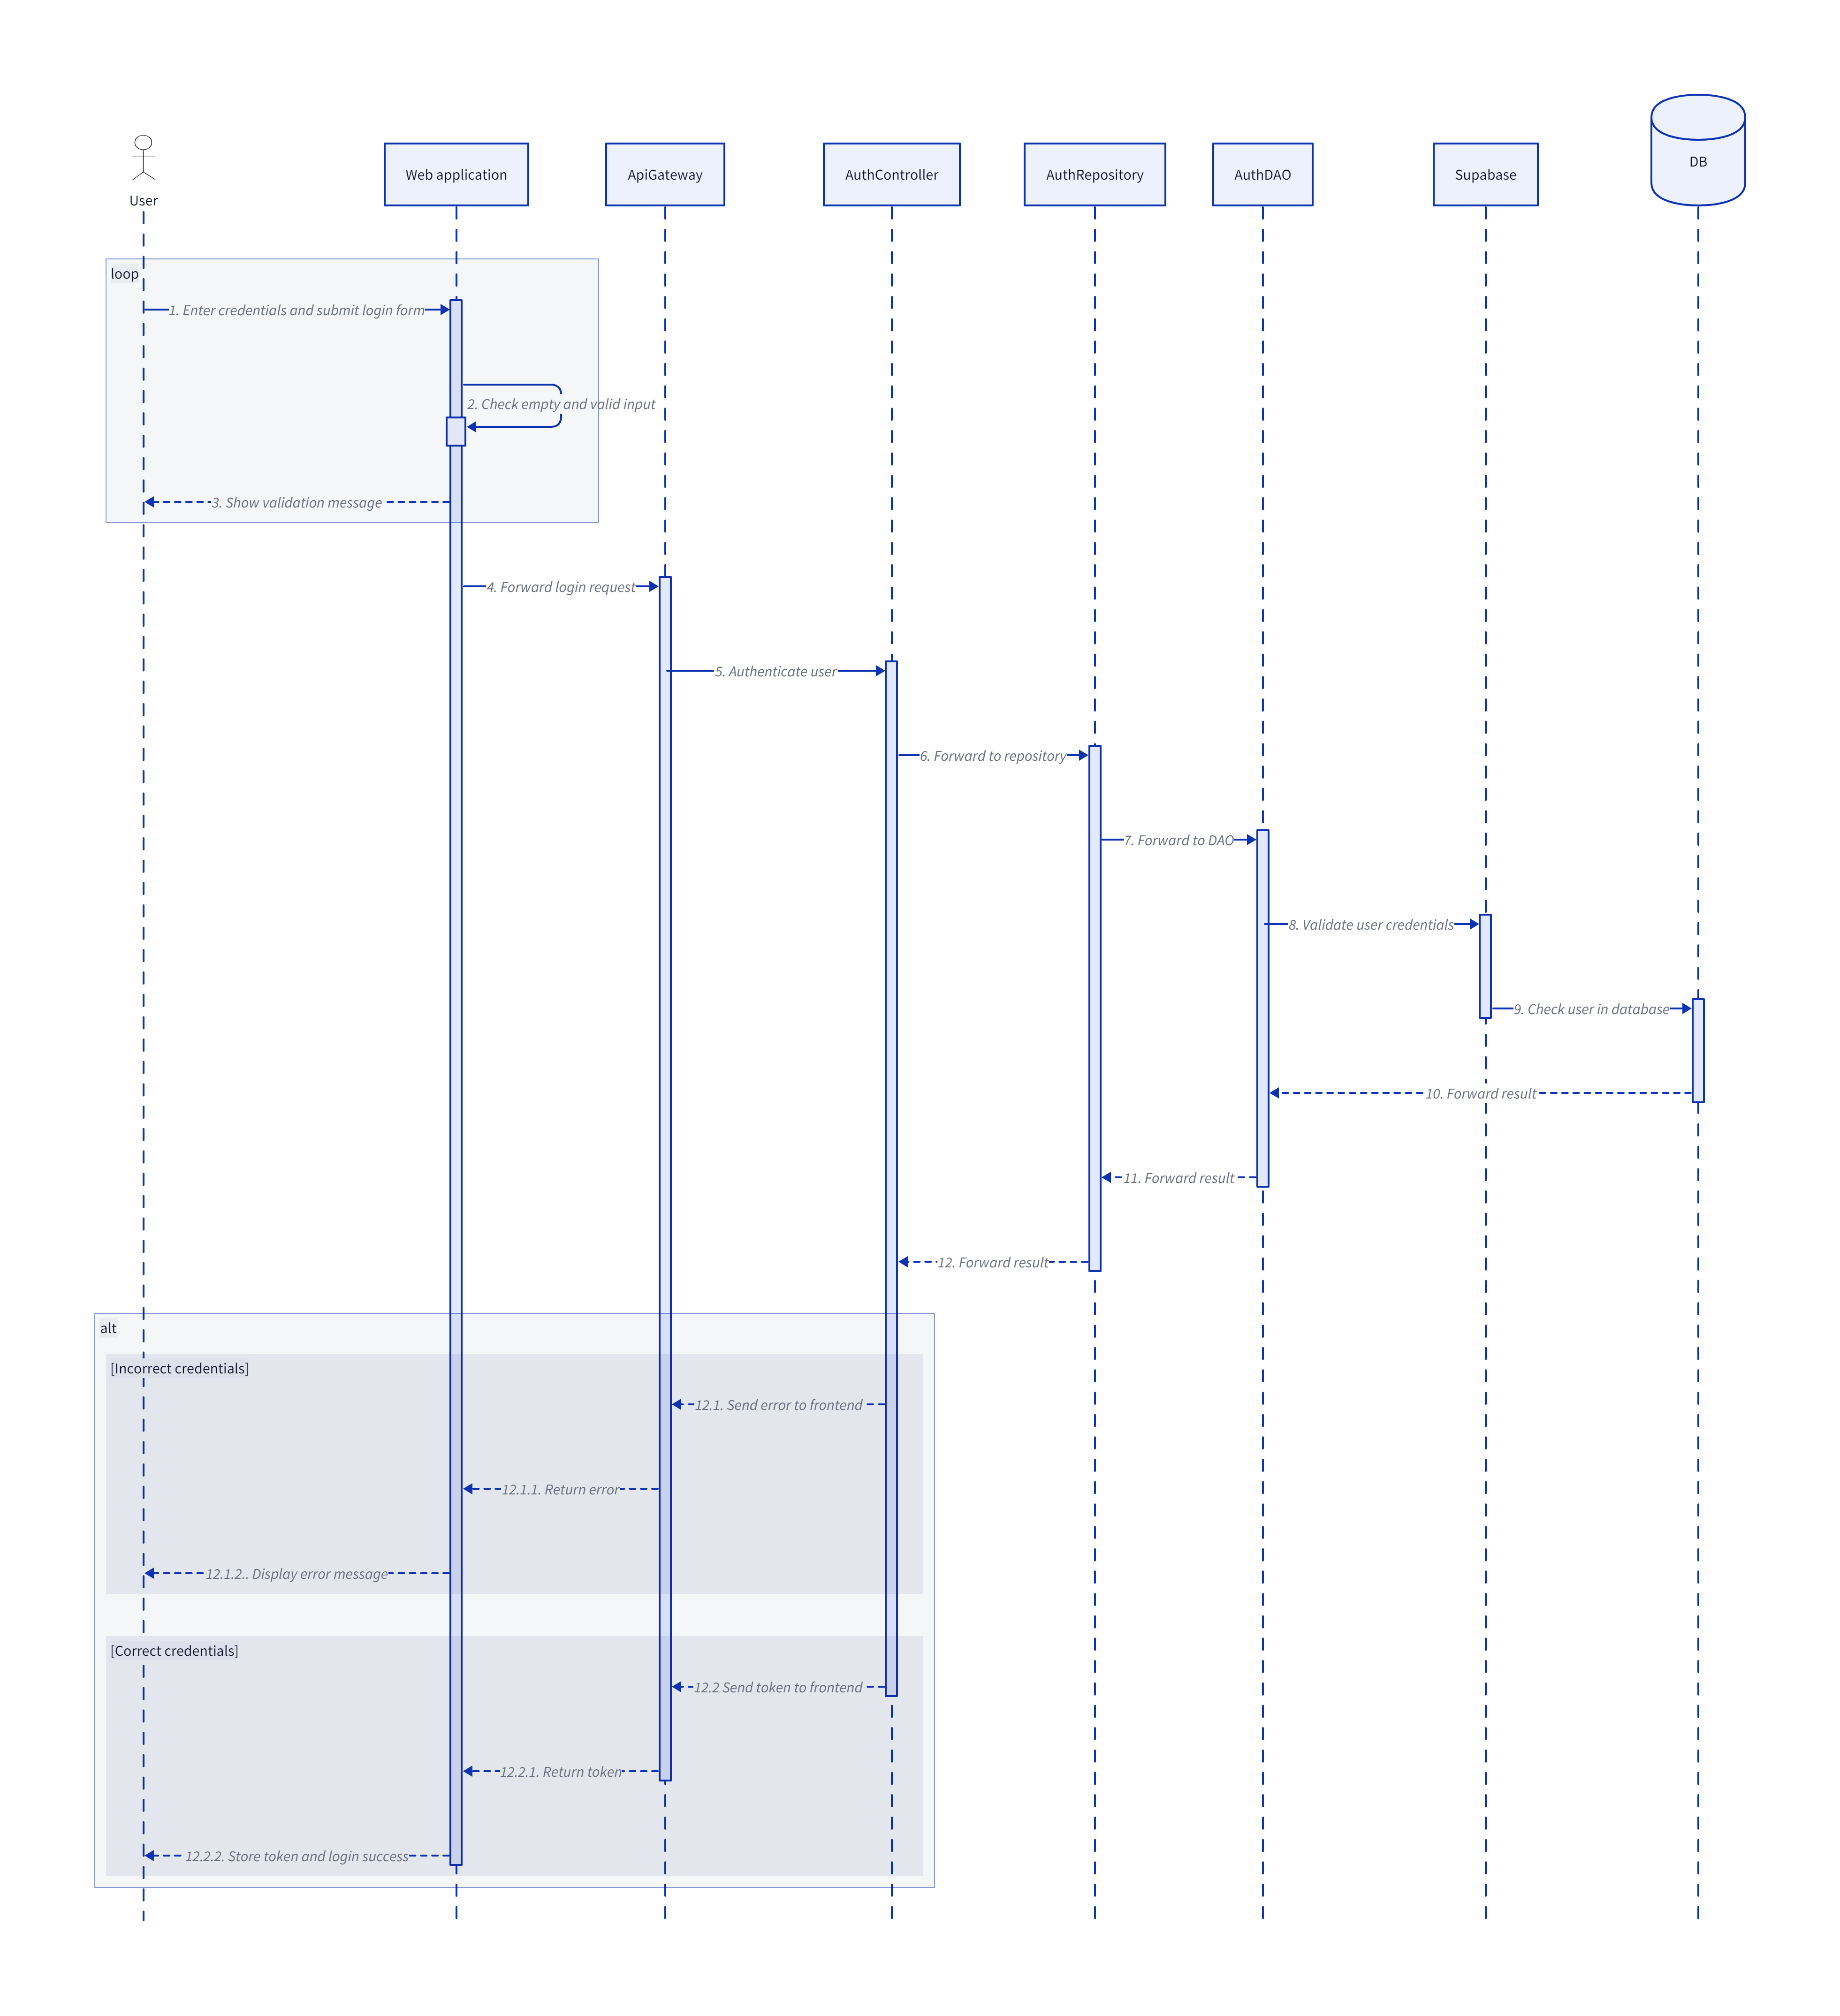 User
Web application
ApiGateway
AuthController
AuthRepository
AuthDAO
Supabase
DB
loop
1. Enter credentials and submit login form
2. Check empty and valid input
3. Show validation message
4. Forward login request
5. Authenticate user
6. Forward to repository
7. Forward to DAO
8. Validate user credentials
9. Check user in database
10. Forward result
11. Forward result
12. Forward result
alt
[Incorrect credentials]
12.1. Send error to frontend
12.1.1. Return error
12.1.2.. Display error message
[Correct credentials]
12.2 Send token to frontend
12.2.1. Return token
12.2.2. Store token and login success